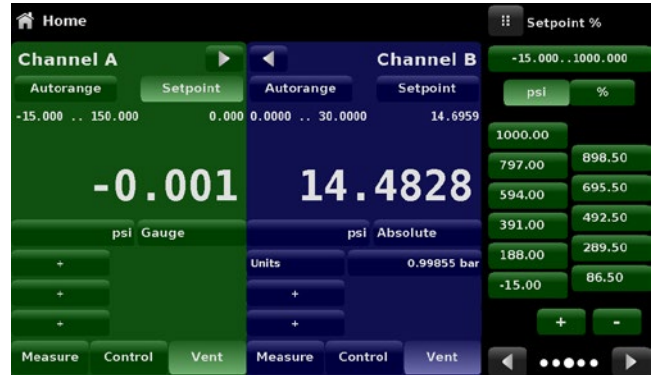 Home
Channel A
Autorange Setpoint
-15.000 .. 150.000 0.000
-0.001
psi Gauge
+
+
+
Measure Control Vent
Channel B
Autorange Setpoint
0.0000 .. 30.0000 14.6959
14.4828
psi Absolute
Units 0.99855 bar
+
+
Measure Control Vent
Setpoint %
-15.000..1000.000
psi %
1000.00
898.50
797.00
695.50
594.00
492.50
391.00
289.50
188.00
86.50
-15.00
+ -